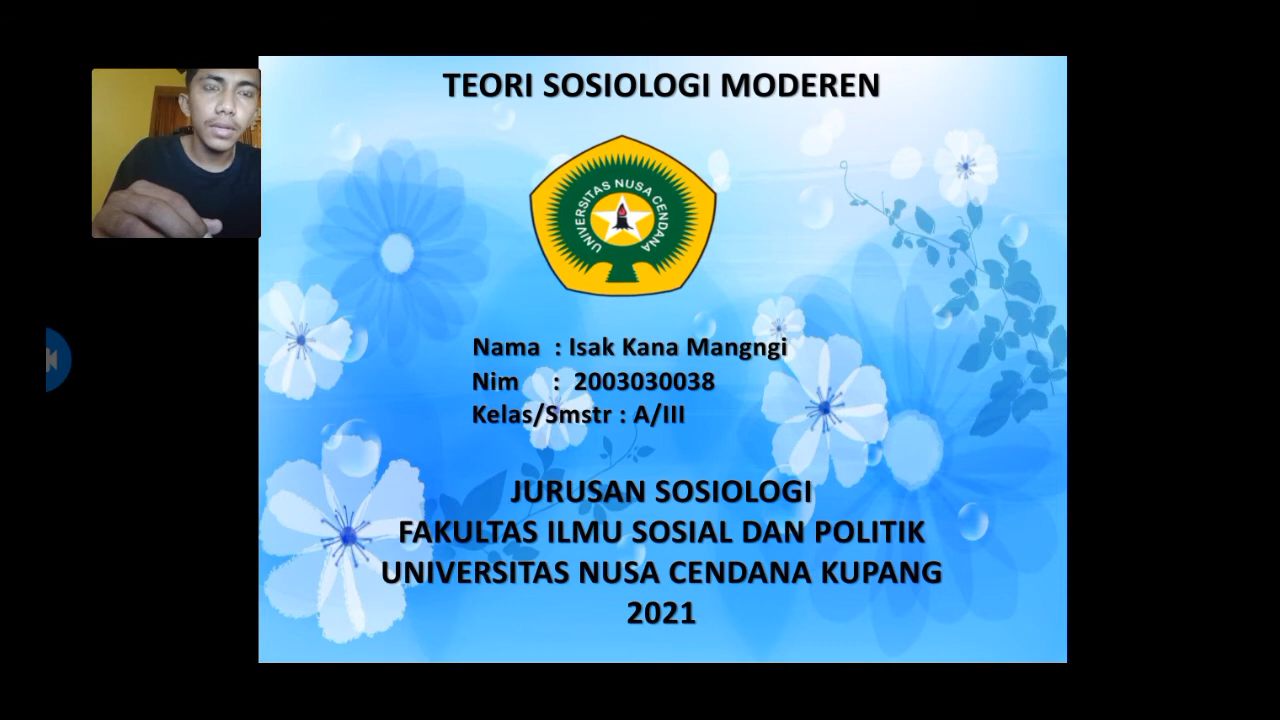 TEORI SOSIOLOGI MODEREN
UNIVERSITAS NUSA CENDANA
Nama : Isak Kana Mangngi
Nim : 2003030038
Kelas/Smstr : A/III
JURUSAN SOSIOLOGI
FAKULTAS ILMU SOSIAL DAN POLITIK
UNIVERSITAS NUSA CENDANA KUPANG
2021